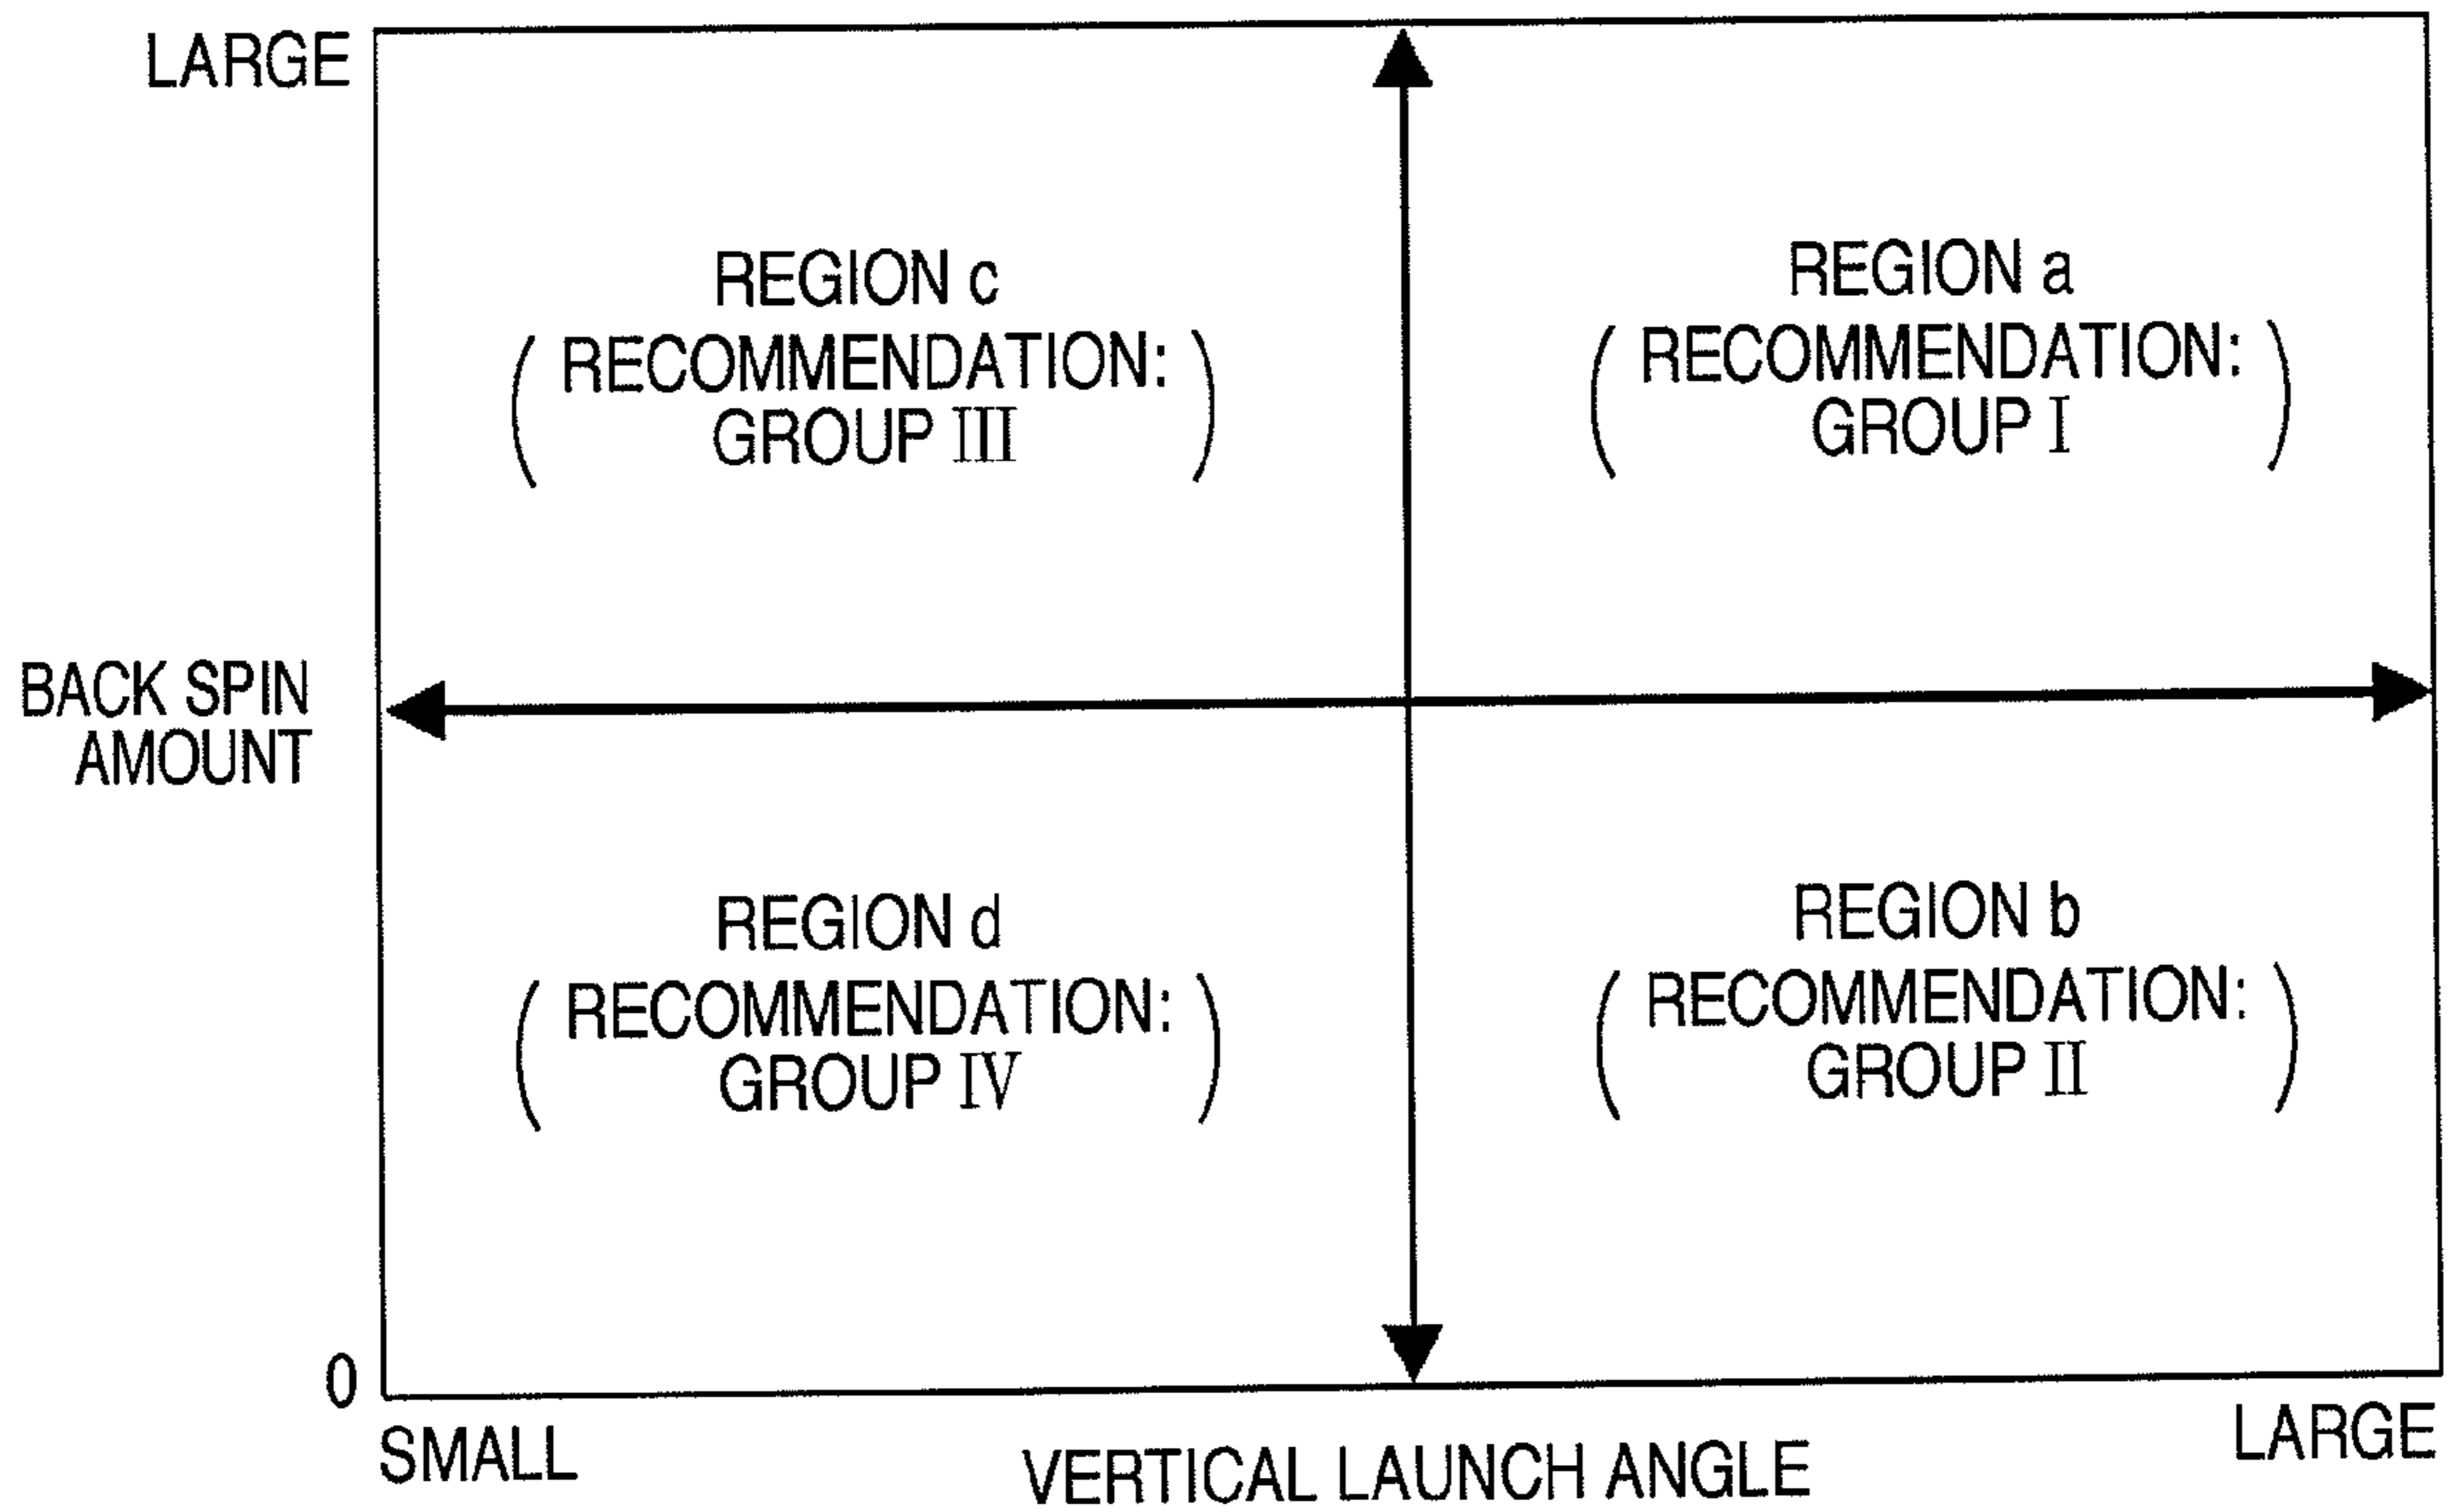 LARGE
REGION c
( RECOMMENDATION: )
GROUP III
REGION a
( RECOMMENDATION: )
GROUP I
BACK SPIN
AMOUNT
REGION d
( RECOMMENDATION: )
GROUP IV
REGION b
( RECOMMENDATION: )
GROUP II
0
SMALL
VERTICAL LAUNCH ANGLE
LARGE